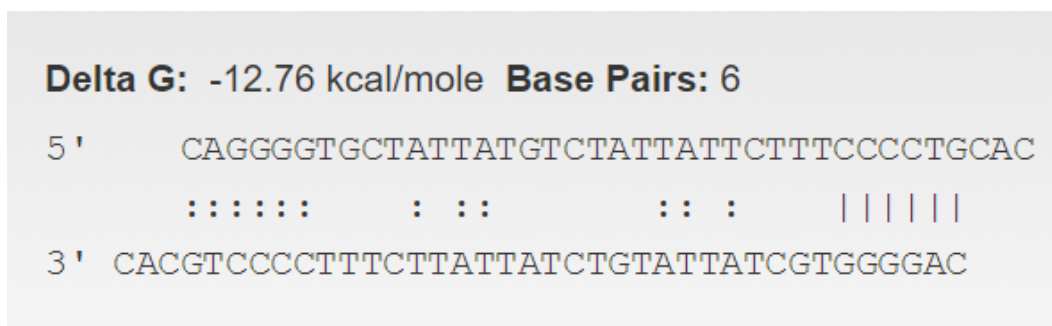 Delta G: -12.76 kcal/mole Base Pairs: 6
5' CAGGGGTGCTATTATGTCTATTATTCTTTCCCCTGCAC
::::::    : ::       :: :    ||||||
3' CACGTCCCCTTTCTTATTATCTGTATTATCGTGGGGAC